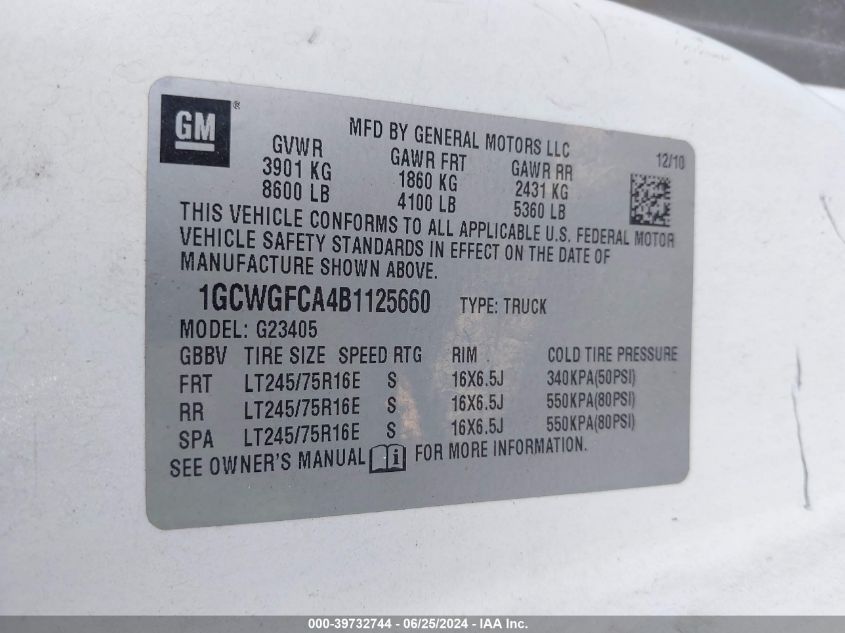 GM ®
MFD BY GENERAL MOTORS LLC
12/10
GVWR GAWR FRT GAWR RR
3901 KG 1860 KG 2431 KG
8600 LB 4100 LB 5360 LB
THIS VEHICLE CONFORMS TO ALL APPLICABLE U.S. FEDERAL MOTOR
VEHICLE SAFETY STANDARDS IN EFFECT ON THE DATE OF
MANUFACTURE SHOWN ABOVE.
1GCWGFCA4B1125660 TYPE: TRUCK
MODEL: G23405
GBBV TIRE SIZE SPEED RTG RIM COLD TIRE PRESSURE
FRT LT245/75R16E S 16X6.5J 340KPA(50PSI)
RR LT245/75R16E S 16X6.5J 550KPA(80PSI)
SPA LT245/75R16E S 16X6.5J 550KPA(80PSI)
SEE OWNER'S MANUAL i FOR MORE INFORMATION.
000-39732744 - 06/25/2024 - IAA Inc.